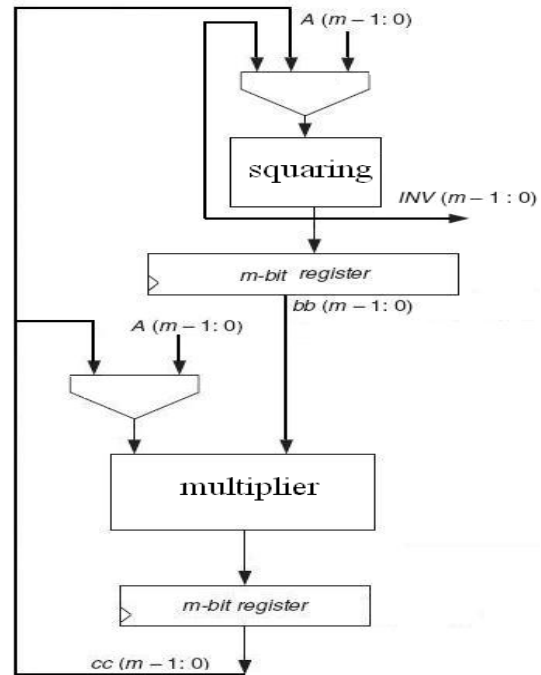 A (m – 1: 0)
squaring
INV (m – 1 : 0)
m-bit register
bb (m – 1: 0)
A (m – 1: 0)
multiplier
m-bit register
cc (m – 1: 0)